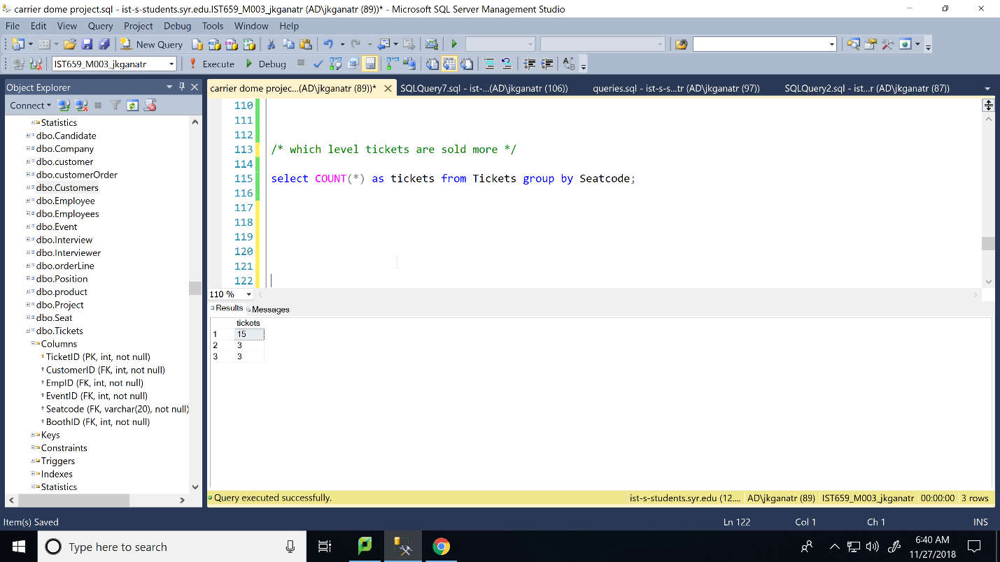 carrier dome project.sql - ist-s-students.syr.edu.IST659_M003_jkganatr (AD\jkganatr (89))* - Microsoft SQL Server Management Studio
File Edit View Query Project Debug Tools Window Help
New Query
IST659_M003_jkganatr Execute Debug
Object Explorer
carrier dome projec...(AD\jkganatr (89))* SQLQuery7.sql - ist-...(AD\jkganatr (106)) queries.sql - ist-s-s...tr (AD\jkganatr (97)) SQLQuery2.sql - ist...r (AD\jkganatr (87))
Connect
Statistics
dbo.Candidate
dbo.Company
dbo.customer
dbo.customerOrder
dbo.Customers
dbo.Employee
dbo.Employees
dbo.Event
dbo.Interview
dbo.Interviewer
dbo.orderLine
dbo.Position
dbo.product
dbo.Project
dbo.Seat
dbo.Tickets
Columns
TicketID (PK, int, not null)
CustomerID (FK, int, not null)
EmpID (FK, int, not null)
EventID (FK, int, not null)
Seatcode (FK, varchar(20), not null)
BoothID (FK, int, not null)
Keys
Constraints
Triggers
Indexes
Statistics
110
111
112
113 /* which level tickets are sold more */
114
115 select COUNT(*) as tickets from Tickets group by Seatcode;
116
117
118
119
120
121
122
110 %
Results Messages
tickets
1 15
2 3
3 3
Query executed successfully. ist-s-students.syr.edu (12.... AD\jkganatr (89) IST659_M003_jkganatr 00:00:00 3 rows
Item(s) Saved Ln 122 Col 1 Ch 1 INS
Type here to search
6:40 AM
11/27/2018